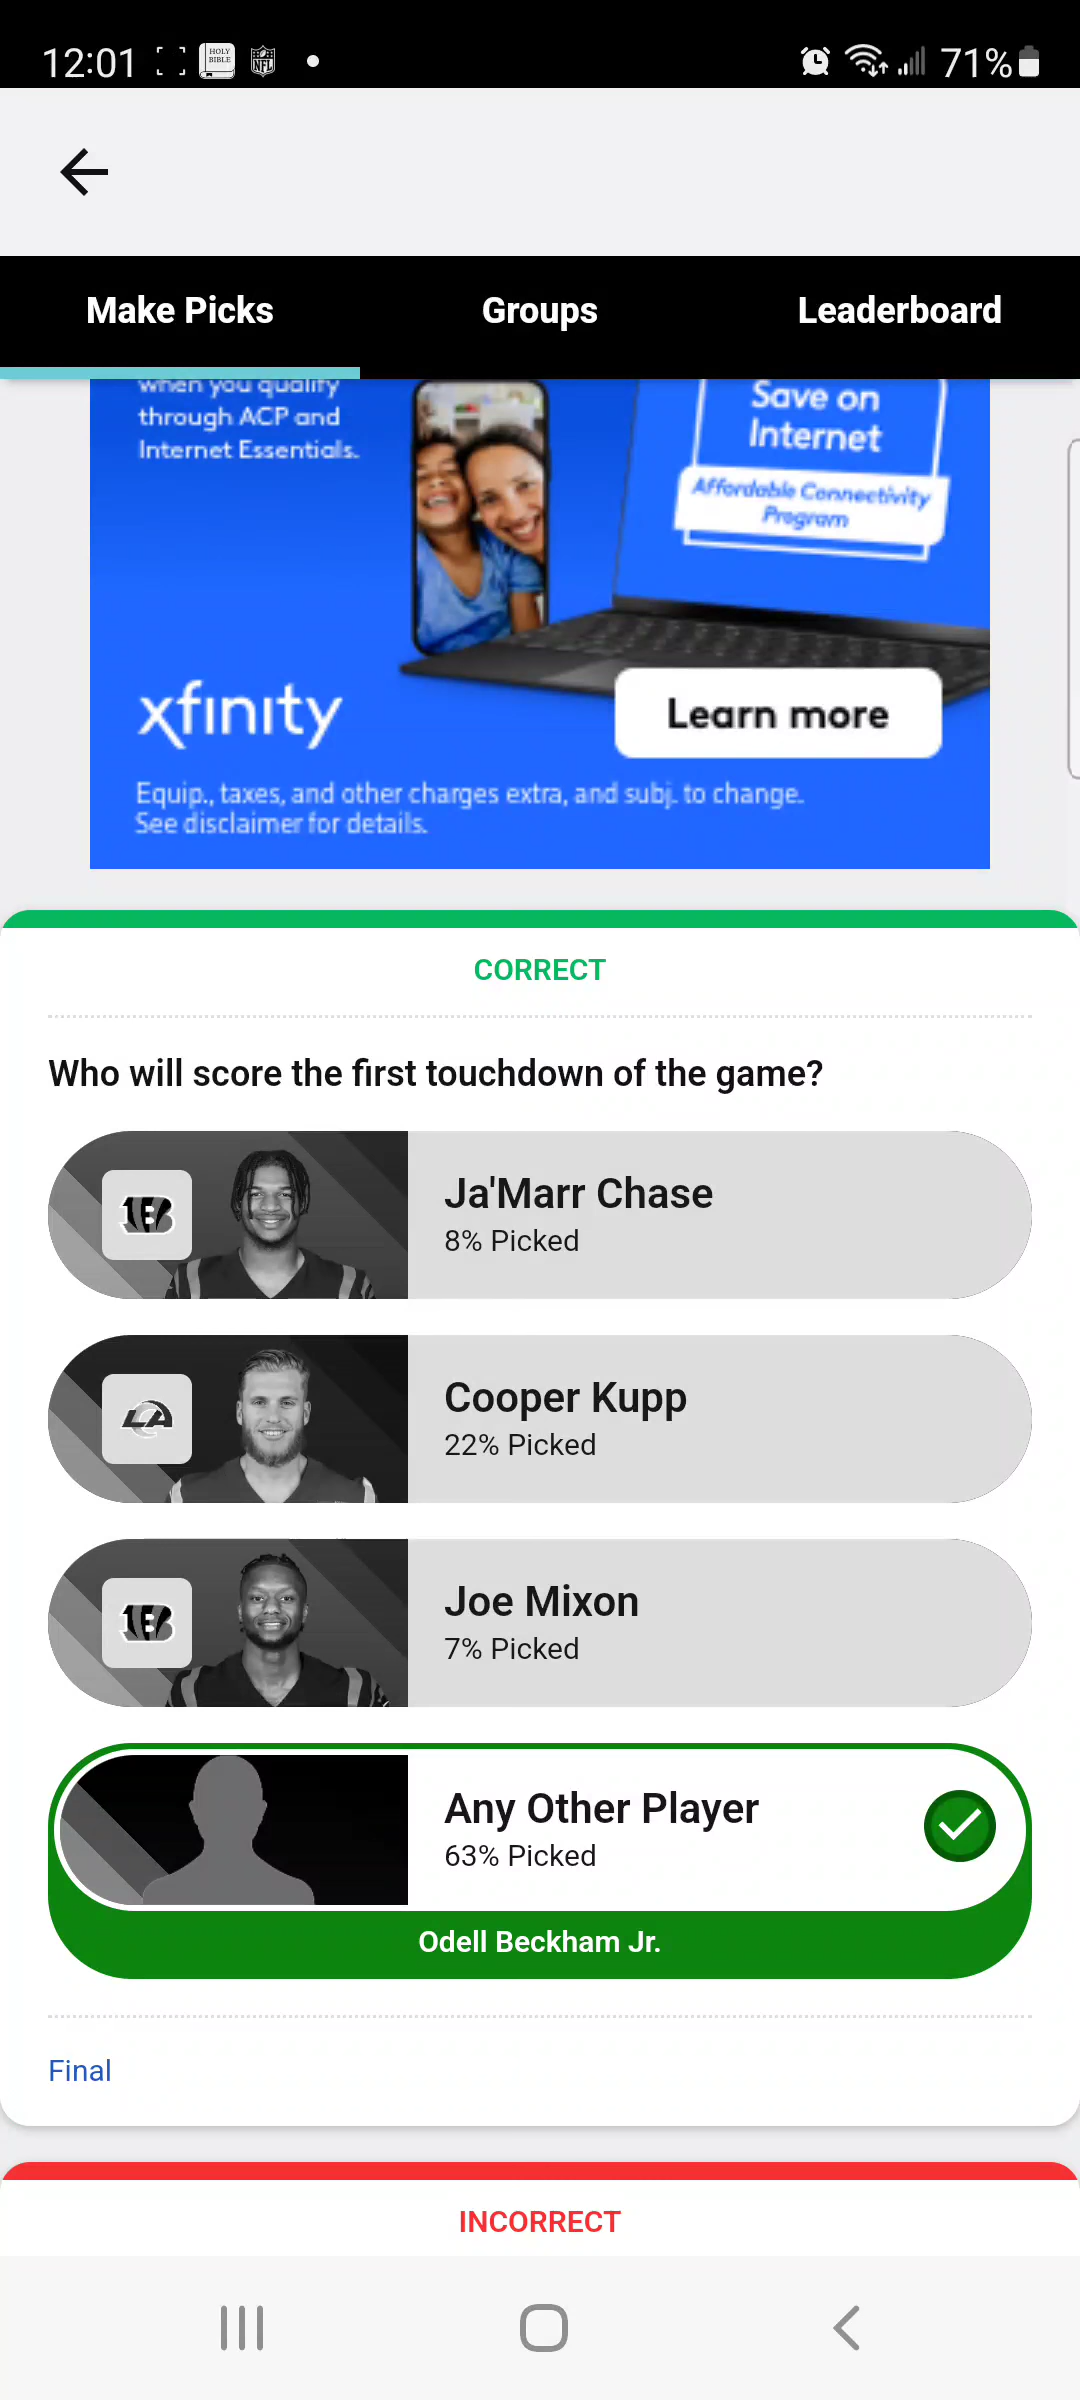 12:01
HOLY
BIBLE
NFL
71%
Make Picks
Groups
Leaderboard
when you qualify
through ACP and
Internet Essentials.
Save on
Internet
Affordable Connectivity
Program
xfinity
Learn more
Equip., taxes, and other charges extra, and subj. to change.
See disclaimer for details.
CORRECT
Who will score the first touchdown of the game?
B
Ja'Marr Chase
8% Picked
LA
Cooper Kupp
22% Picked
B
Joe Mixon
7% Picked
Any Other Player
63% Picked
Odell Beckham Jr.
Final
INCORRECT